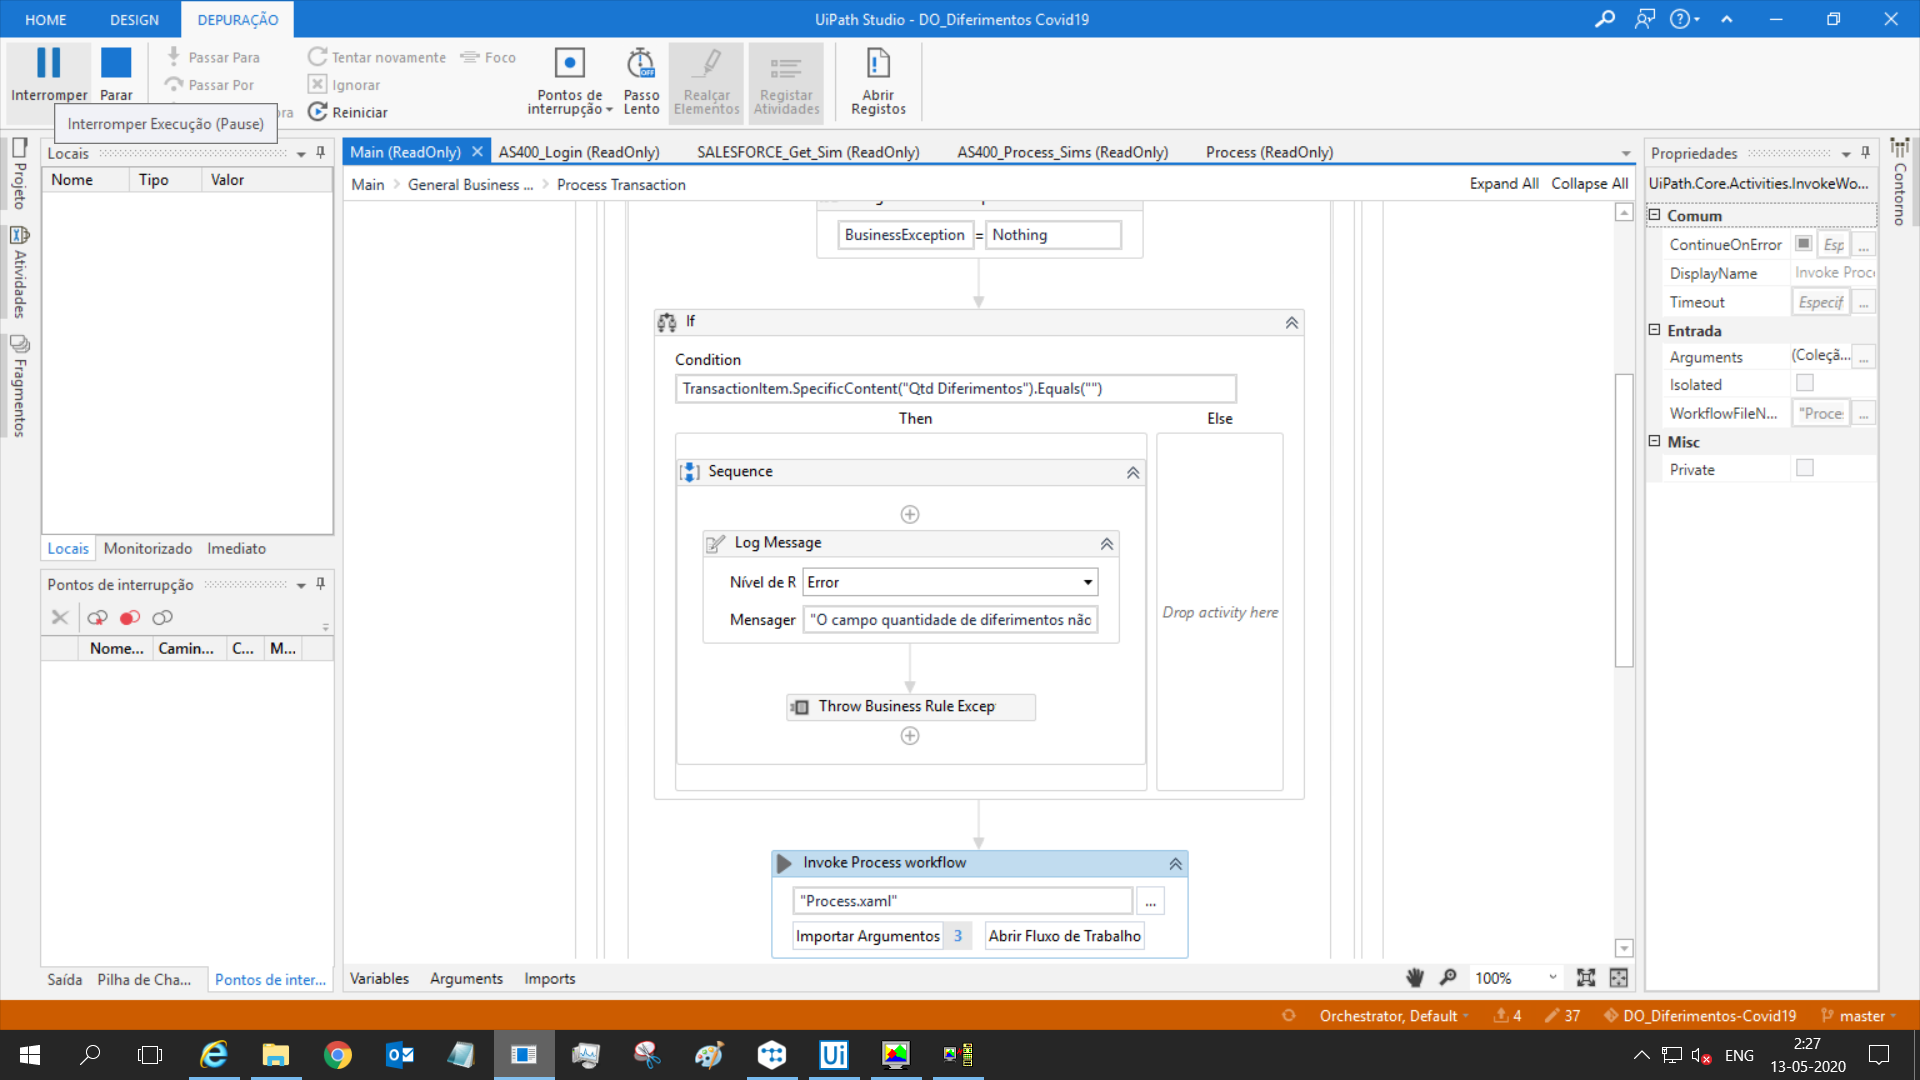 HOME
DESIGN
DEPURAÇÃO
UiPath Studio - DO_Diferimentos Covid19
Interromper
Parar
Passar Para
Passar Por
ora
Tentar novamente
Ignorar
Reiniciar
Foco
Pontos de
interrupção
Passo
Lento
OFF
Realçar
Elementos
Registar
Atividades
Abrir
Registos
Interromper Execução (Pause)
Projeto
Atividades
Fragmentos
Locais
Nome
Tipo
Valor
Locais
Monitorizado
Imediato
Pontos de interrupção
Nome...
Camin...
C...
M...
Saída
Pilha de Cha...
Pontos de inter...
Main (ReadOnly)
AS400_Login (ReadOnly)
SALESFORCE_Get_Sim (ReadOnly)
AS400_Process_Sims (ReadOnly)
Process (ReadOnly)
Main > General Business ... > Process Transaction
Expand All
Collapse All
BusinessException = Nothing
If
Condition
TransactionItem.SpecificContent("Qtd Diferimentos").Equals("")
Then
Else
Sequence
Log Message
Nível de R
Error
Mensager
"O campo quantidade de diferimentos não
Throw Business Rule Excep
Drop activity here
Invoke Process workflow
"Process.xaml"
...
Importar Argumentos 3
Abrir Fluxo de Trabalho
Variables
Arguments
Imports
100%
Propriedades
UiPath.Core.Activities.InvokeWo...
Comum
ContinueOnError
Esp
...
DisplayName
Invoke Proc
Timeout
Especif
...
Entrada
Arguments
(Coleçã...
...
Isolated
WorkflowFileN...
"Proce
...
Misc
Private
Contorno
Orchestrator, Default
4
37
DO_Diferimentos-Covid19
master
Ui
ENG
2:27
13-05-2020